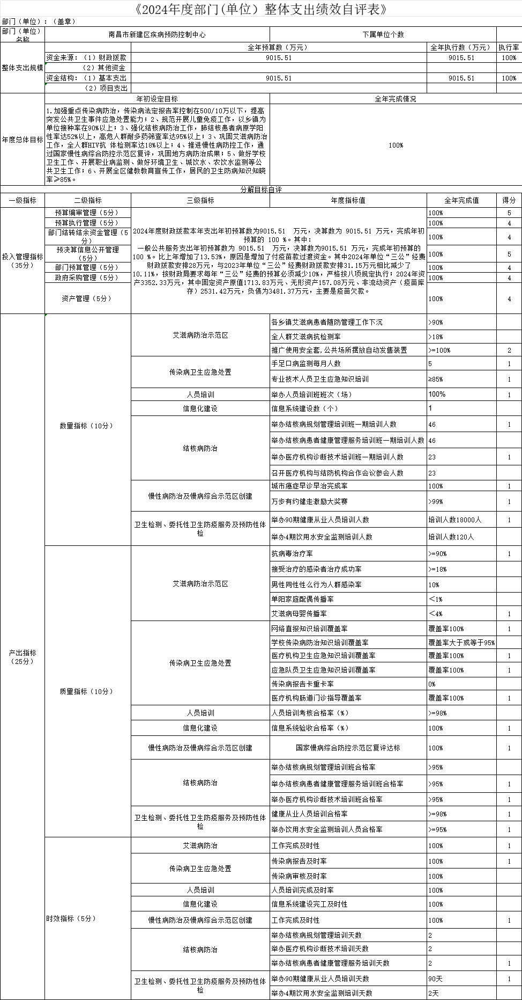 《2024年度部门(单位）整体支出绩效自评表》
部门（单位）：（盖章）
部门（单位）
名称
南昌市新建区疾病预防控制中心
下属单位个数
整体支出规模
全年预算数（万元）
全年执行数（万元）
执行率
资金来源：（1）财政拨款
9015.51
9015.51
100%
（2）其他资金
资金结构：（1）基本支出
9015.51
9015.51
100%
（2）项目支出
年度总体目标
年初设定目标
全年完成情况
1.加强重点传染病防治，传染病法定报告率控制在500/10万以下，提高
突发公共卫生事件应急处置能力；2、规范开展儿童免疫工作，以乡镇为
单位接种率在90%以上；3、强化结核病防治工作，肺结核患者病原学阳
性率达52%以上，高危人群耐多药筛查率达95%以上；3、巩固艾滋病防治
工作，全人群HIV抗 体检测率达18%以上；4、推进慢性病防控工作，通
过国家慢性病综合防控示范区复评，巩固地方病防治成果；5、做好学校
卫生工作、开展职业病监测、做好环境卫生、城饮水、农饮水监测等公
共卫生工作；6、开展全区健教教育宣传工作，居民的卫生防病知识知晓
率≥85%。
100%
分解目标自评
一级指标
二级指标
三级指标
年度指标值
全年完成值
得分
投入管理指标
（35分）
预算编审管理（5分）
100%
5
预算执行管理（5分）
100%
4
部门结转结余资金管理（5
分）
100%
4
预决算信息公开管理
（5分）
100%
5
部门预算管理（5分）
100%
4
政府采购管理（5分）
100%
4
资产管理（5分）
100%
4
2024年度财政拨款本年支出年初预算数为9015.51 万元，决算数为 9015.51 万元，完成年初
预算的 100 %。其中：
一般公共服务支出年初预算数为 9015.51 万元，决算数为9015.51 万元，完成年初预算的
100 %。比上年增加了13.53%，原因是增加了付疫苗款过渡资金。其中2024年单位“三公”经费
财政拨款安排28万元，与2023年单位“三公”经费财政拨款安排31.15万元相比减少了
10.11%，按财政局要求每年“三公”经费的预算必须减少10%，严格按八项规定执行；2024年资
产3352.33万元，其中固定资产原值1713.83万元、无形资产157.08万元、非流动资产（疫苗库
存）2531.42万元，负债为3481.37万元，主要是疫苗欠款。
产出指标
（25分）
数量指标（10分）
艾滋病防治示范区
各乡镇艾滋病患者随防管理工作下沉
>90%
全人群艾滋病抗检测率
>18%
推广使用安全套,公共场所摆放自动发售装置
>=100%
2
传染病卫生应急处置
手足口病监测每月人数
5
1
专业技术人员卫生应急知识培训
≥85%
1
人员培训
举办人员培训班班次（场）
100%
1
信息化建设
信息系统建设数（个）
1
结核病防治
举办结核病规划管理培训班一期培训人数
46
1
举办结核病患者健康管理服务培训班一期培训人数
46
举办医疗机构诊断技术培训班一期培训人数
23
1
召开医疗机构与结防机构合作会议参会人数
23
慢性病防治及慢病综合示范区创建
城市癌症早诊早治完成率
100%
1
万步有约健走激励大奖赛
>99%
1
卫生检测、委托性卫生防疫服务及预防性体
检
举办90期健康从业人员培训人数
培训人数18000人
1
举办4期饮用水安全监测培训人数
培训人数120人
质量指标（10分）
艾滋病防治示范区
抗病毒治疗率
>=90%
1
接受治疗的感染者治疗成功率
>=18%
男性同性性么行为人群感染率
10%
单阳家庭配偶传播率
＜1%
艾滋病母婴传播率
＜4%
1
传染病卫生应急处置
网络直报知识培训覆盖率
覆盖率100%
1
学校传染病防治知识培训覆盖率
覆盖率大于或等于95%
医疗机构卫生应急知识培训覆盖率
覆盖率100%
1
应急队员卫生应急知识培训覆盖率
覆盖率100%
1
传染病报告卡重卡率
0%
医疗机构肠道门诊指导覆盖率
覆盖率100%
1
人员培训
人员培训考核合格率（%）
>=98%
信息化建设
信息系统验收合格率（%）
100%
1
慢性病防治及慢病综合示范区创建
国家慢病综合防控示范区复评达标
100%
1
结核病防治
举办结核病规划管理培训班合格率
>95%
举办结核病患者健康管理服务培训班合格率
>95%
1
举办医疗机构诊断技术培训班合格率
>95%
1
卫生检测、委托性卫生防疫服务及预防性体
检
健康从业人员培训合格率
>=98%
1
举办饮用水安全监测培训人员合格率
>=95%
1
时效指标（5分）
艾滋病防治
工作完成及时性
100%
1
传染病卫生应急处置
传染病报告及时率
100%
1
传染病审核及时率
100%
人员培训
人员培训完成及时率
100%
信息化建设
信息系统建设完工及时性
100%
慢性病防治及慢病综合示范区创建
工作完成及时性
100%
1
结核病防治
举办结核病规划管理培训天数
2
举办医疗机构诊断技术培训天数
2
举办结核病患者健康管理服务培训天数
2
1
卫生检测、委托性卫生防疫服务及预防性体
检
举办90期健康从业人员培训天数
90天
1
举办4期饮用水安全监测培训天数
2天